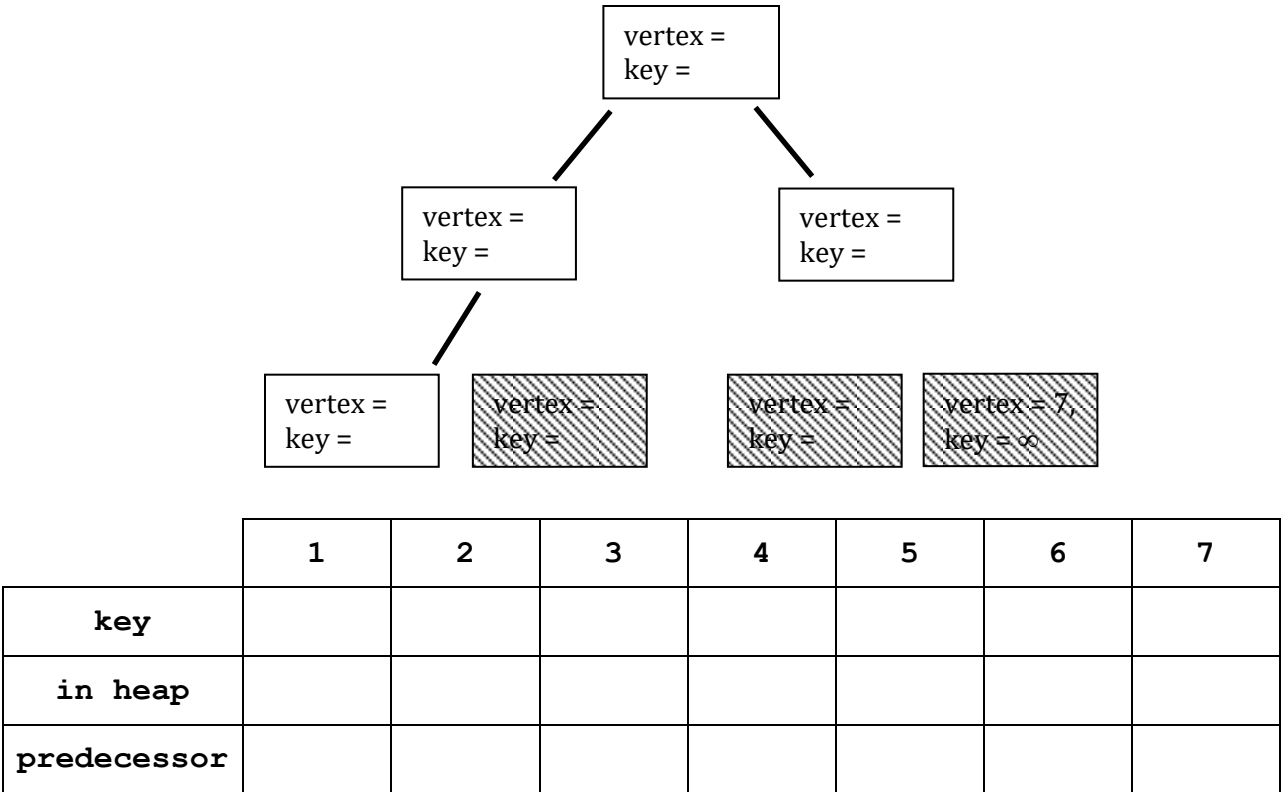 vertex =
key =
vertex =
key =
vertex =
key =
vertex =
key =
vertex =
key =
vertex =
key =
vertex = 7,
key = ∞
1 2 3 4 5 6 7
key
in heap
predecessor